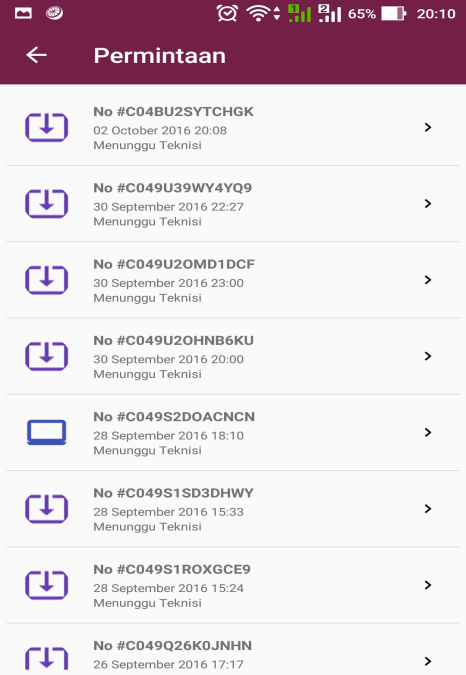 1 2 65% 20:10
Permintaan
No #C04BU2SYTCHGK
02 October 2016 20:08
Menunggu Teknisi
No #C049U39WY4YQ9
30 September 2016 22:27
Menunggu Teknisi
No #C049U2OMD1DCF
30 September 2016 23:00
Menunggu Teknisi
No #C049U2OHNB6KU
30 September 2016 20:00
Menunggu Teknisi
No #C049S2DOACNCN
28 September 2016 18:10
Menunggu Teknisi
No #C049S1SD3DHWY
28 September 2016 15:33
Menunggu Teknisi
No #C049S1ROXGCE9
28 September 2016 15:24
Menunggu Teknisi
No #C049Q26K0JNHN
26 September 2016 17:17